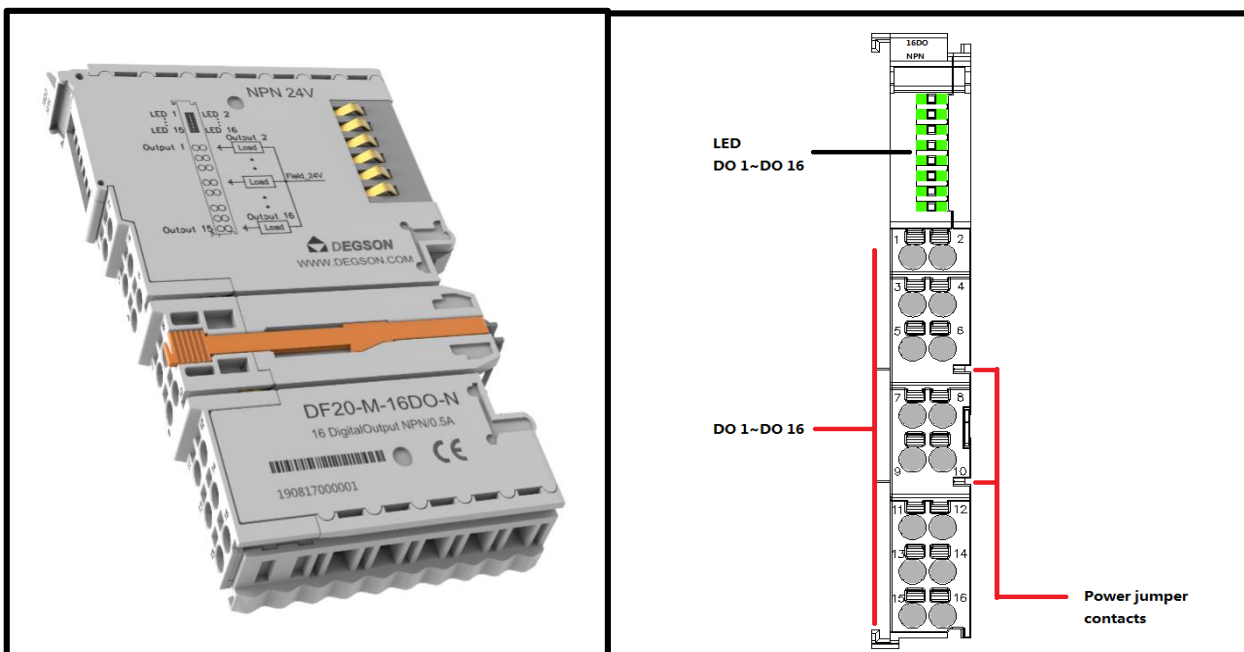 NPN 24V
LED 1 LED 2
LED 15 LED 16
Output 2
Output 1
Load
Load
Field_24V
Output 16
Output 15
Load
DEGSON
WWW.DEGSON.COM
DF20-M-16DO-N
16 DigitalOutput NPN/0.5A
CE
190817000001
16DO
NPN
LED
DO 1~DO 16
1 2
3 4
5 6
7 8
DO 1~DO 16
9 10
11 12
13 14
15 16
Power jumper
contacts